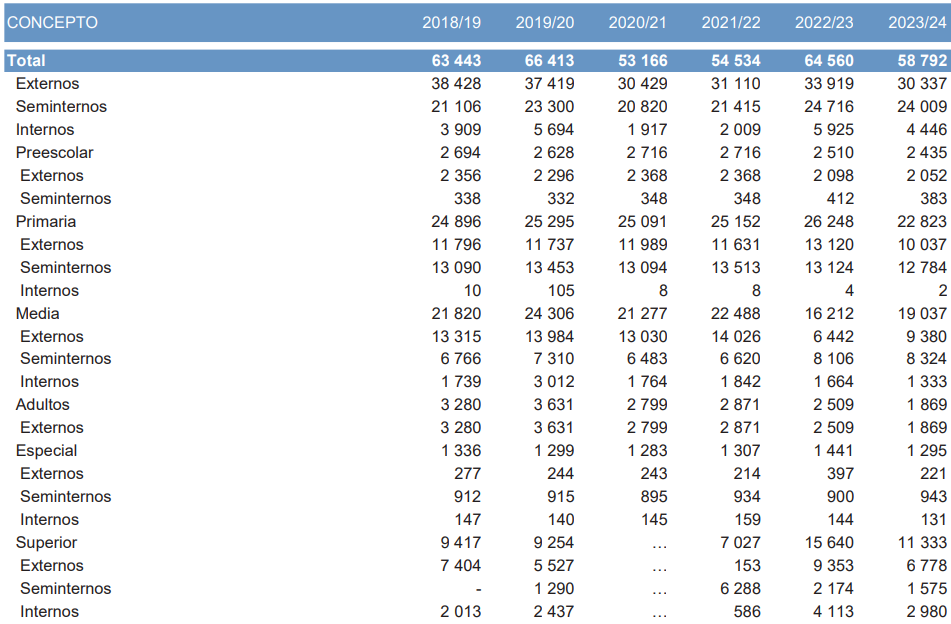 CONCEPTO 2018/19 2019/20 2020/21 2021/22 2022/23 2023/24
Total 63 443 66 413 53 166 54 534 64 560 58 792
Externos 38 428 37 419 30 429 31 110 33 919 30 337
Seminternos 21 106 23 300 20 820 21 415 24 716 24 009
Internos 3 909 5 694 1 917 2 009 5 925 4 446
Preescolar 2 694 2 628 2 716 2 716 2 510 2 435
Externos 2 356 2 296 2 368 2 368 2 098 2 052
Seminternos 338 332 348 348 412 383
Primaria 24 896 25 295 25 091 25 152 26 248 22 823
Externos 11 796 11 737 11 989 11 631 13 120 10 037
Seminternos 13 090 13 453 13 094 13 513 13 124 12 784
Internos 10 105 8 8 4 2
Media 21 820 24 306 21 277 22 488 16 212 19 037
Externos 13 315 13 984 13 030 14 026 6 442 9 380
Seminternos 6 766 7 310 6 483 6 620 8 106 8 324
Internos 1 739 3 012 1 764 1 842 1 664 1 333
Adultos 3 280 3 631 2 799 2 871 2 509 1 869
Externos 3 280 3 631 2 799 2 871 2 509 1 869
Especial 1 336 1 299 1 283 1 307 1 441 1 295
Externos 277 244 243 214 397 221
Seminternos 912 915 895 934 900 943
Internos 147 140 145 159 144 131
Superior 9 417 9 254 … 7 027 15 640 11 333
Externos 7 404 5 527 … 153 9 353 6 778
Seminternos - 1 290 … 6 288 2 174 1 575
Internos 2 013 2 437 … 586 4 113 2 980